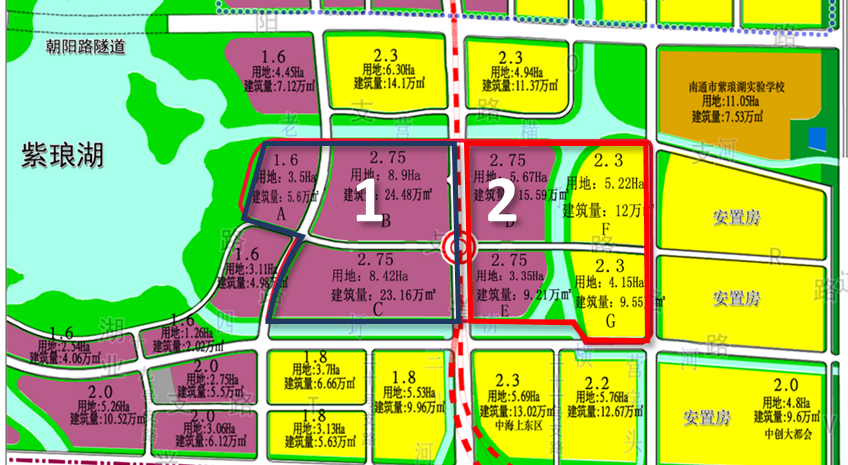 朝阳路隧道
紫琅湖
1.6
用地:4.45Ha
建筑量:7.12万㎡
2.3
用地:6.30Ha
建筑量:14.1万㎡
2.3
用地:4.94Ha
建筑量:11.37万㎡
南通市紫琅湖实验学校
用地:11.05Ha
建筑量:7.53万㎡
1.6
用地: 3.5Ha
建筑量: 5.6万㎡
A
2.75
用地: 8.9Ha
建筑量: 24.48万㎡
B
1
2.75
用地: 5.67Ha
15.59万㎡
D
2
2.3
用地: 5.22Ha
建筑量: 12万㎡
F
安置房
1.6
用地:3.11Ha
建筑量:4.98万㎡
2.75
用地: 8.42Ha
建筑量: 23.16万㎡
C
2.75
用地: 3.35Ha
建筑量: 9.21万㎡
E
2.3
用地: 4.15Ha
建筑量: 9.55
G
安置房
1.6
用地:2.54Ha
建筑量:4.06万㎡
1.6
用地:1.26Ha
建筑量:2.02万㎡
2.0
用地:5.26Ha
建筑量:10.52万㎡
2.0
用地:2.75Ha
建筑量:5.5万㎡
2.0
用地:3.06Ha
建筑量:6.12万㎡
1.8
用地:3.7Ha
建筑量:6.66万㎡
1.8
用地:3.13Ha
建筑量:5.63万㎡
1.8
用地:5.53Ha
建筑量:9.96万㎡
2.3
用地:5.69Ha
建筑量:13.02万㎡
中海上东区
2.2
用地:5.76Ha
建筑量:12.67万㎡
安置房
2.0
用地:4.8Ha
建筑量:9.6万㎡
中创大都会